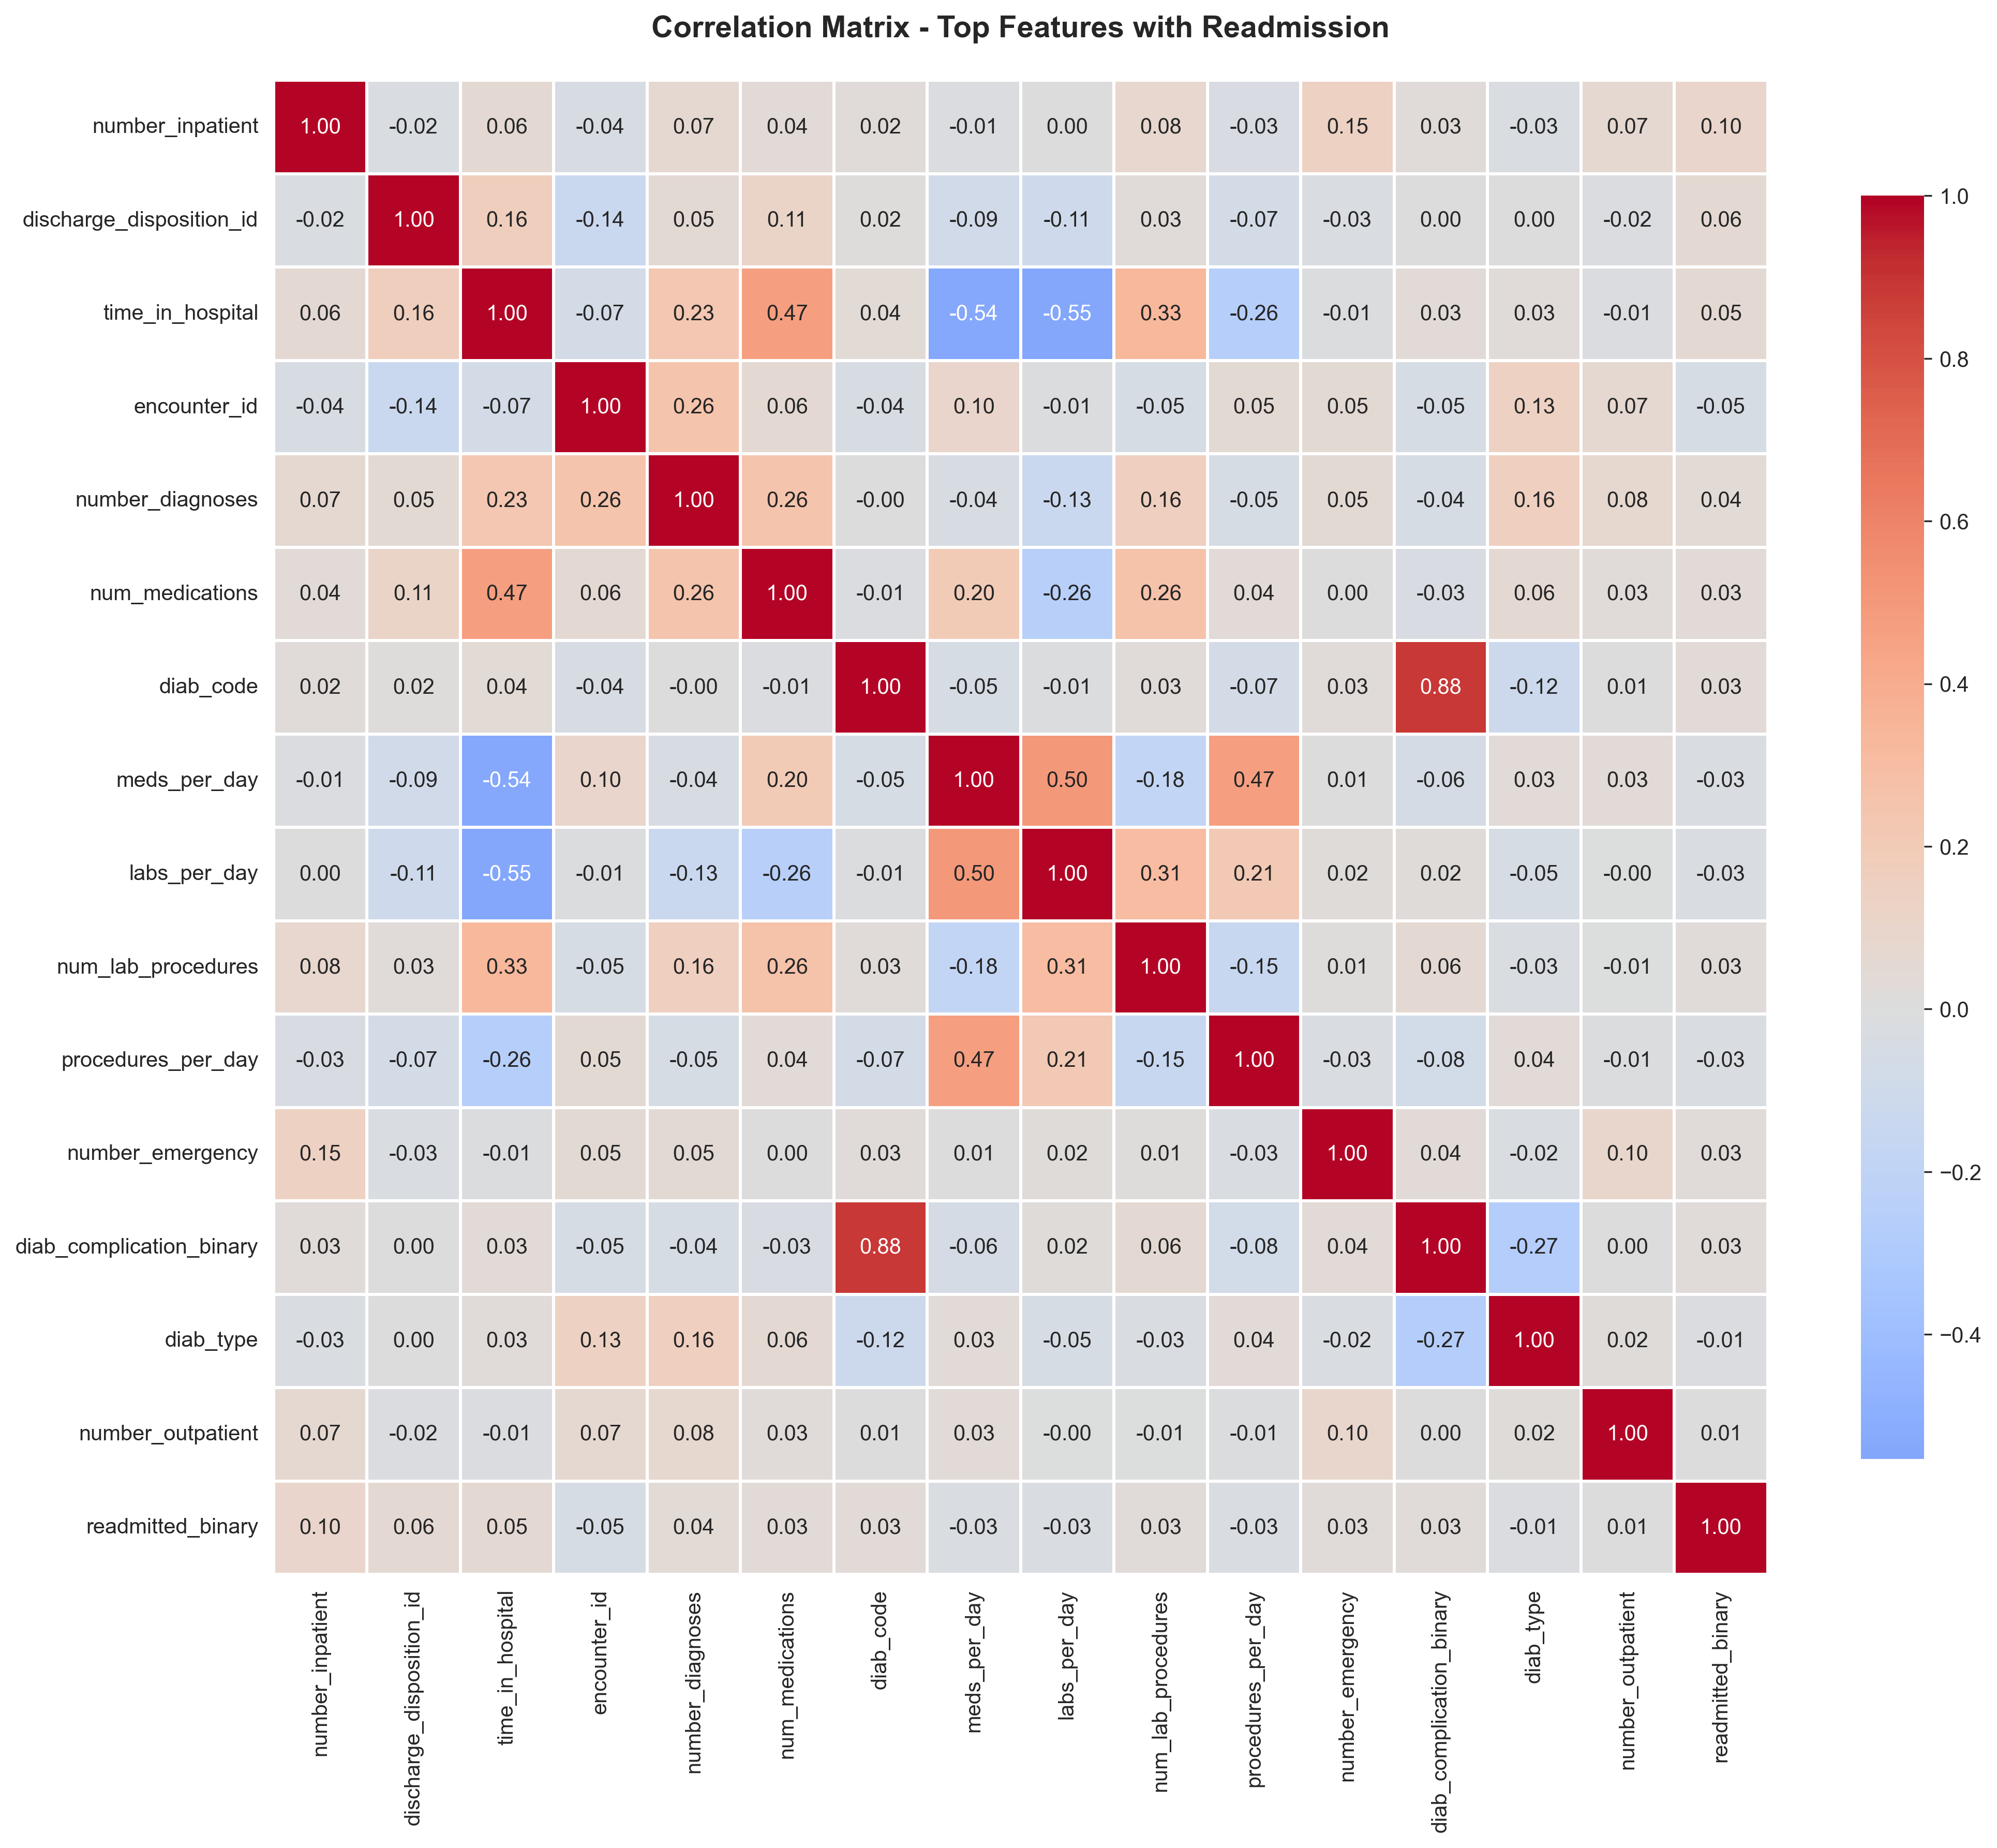 Correlation Matrix - Top Features with Readmission
number_inpatient 1.00 -0.02 0.06 -0.04 0.07 0.04 0.02 -0.01 0.00 0.08 -0.03 0.15 0.03 -0.03 0.07 0.10
discharge_disposition_id -0.02 1.00 0.16 -0.14 0.05 0.11 0.02 -0.09 -0.11 0.03 -0.07 -0.03 0.00 0.00 -0.02 0.06
time_in_hospital 0.06 0.16 1.00 -0.07 0.23 0.47 0.04 -0.54 -0.55 0.33 -0.26 -0.01 0.03 0.03 -0.01 0.05
encounter_id -0.04 -0.14 -0.07 1.00 0.26 0.06 -0.04 0.10 -0.01 -0.05 0.05 0.05 -0.05 0.13 0.07 -0.05
number_diagnoses 0.07 0.05 0.23 0.26 1.00 0.26 -0.00 -0.04 -0.13 0.16 -0.05 0.05 -0.04 0.16 0.08 0.04
num_medications 0.04 0.11 0.47 0.06 0.26 1.00 -0.01 0.20 -0.26 0.26 0.04 0.00 -0.03 0.06 0.03 0.03
diab_code 0.02 0.02 0.04 -0.04 -0.00 -0.01 1.00 -0.05 -0.01 0.03 -0.07 0.03 0.88 -0.12 0.01 0.03
meds_per_day -0.01 -0.09 -0.54 0.10 -0.04 0.20 -0.05 1.00 0.50 -0.18 0.47 0.01 -0.06 0.03 0.03 -0.03
labs_per_day 0.00 -0.11 -0.55 -0.01 -0.13 -0.26 -0.01 0.50 1.00 0.31 0.21 0.02 0.02 -0.05 -0.00 -0.03
num_lab_procedures 0.08 0.03 0.33 -0.05 0.16 0.26 0.03 -0.18 0.31 1.00 -0.15 0.01 0.06 -0.03 -0.01 0.03
procedures_per_day -0.03 -0.07 -0.26 0.05 -0.05 0.04 -0.07 0.47 0.21 -0.15 1.00 -0.03 -0.08 0.04 -0.01 -0.03
number_emergency 0.15 -0.03 -0.01 0.05 0.05 0.00 0.03 0.01 0.02 0.01 -0.03 1.00 0.04 -0.02 0.10 0.03
diab_complication_binary 0.03 0.00 0.03 -0.05 -0.04 -0.03 0.88 -0.06 0.02 0.06 -0.08 0.04 1.00 -0.27 0.00 0.03
diab_type -0.03 0.00 0.03 0.13 0.16 0.06 -0.12 0.03 -0.05 -0.03 0.04 -0.02 -0.27 1.00 0.02 -0.01
number_outpatient 0.07 -0.02 -0.01 0.07 0.08 0.03 0.01 0.03 -0.00 -0.01 -0.01 0.10 0.00 0.02 1.00 0.01
readmitted_binary 0.10 0.06 0.05 -0.05 0.04 0.03 0.03 -0.03 -0.03 0.03 -0.03 0.03 0.03 -0.01 0.01 1.00
number_inpatient
discharge_disposition_id
time_in_hospital
encounter_id
number_diagnoses
num_medications
diab_code
meds_per_day
labs_per_day
num_lab_procedures
procedures_per_day
number_emergency
diab_complication_binary
diab_type
number_outpatient
readmitted_binary
1.0
0.8
0.6
0.4
0.2
0.0
−0.2
−0.4